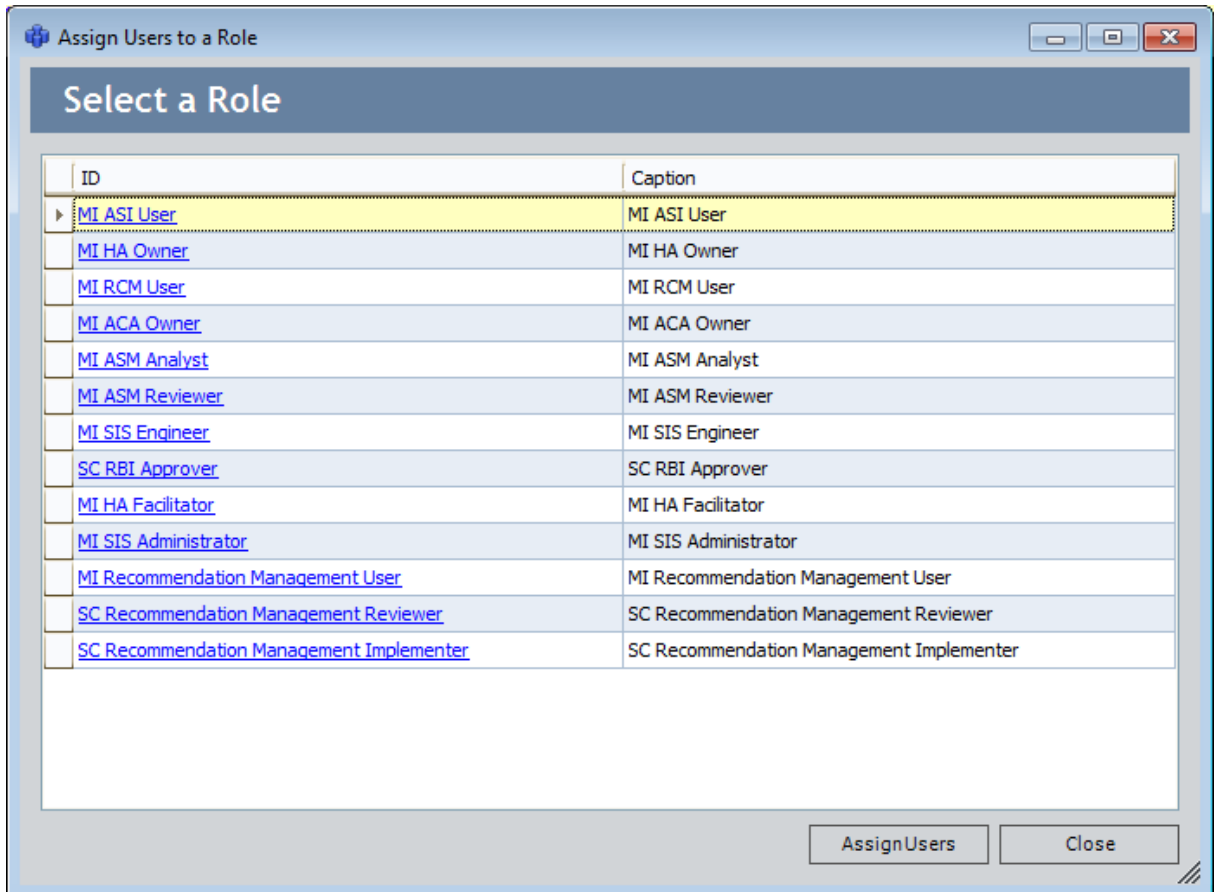 Assign Users to a Role
Select a Role
ID Caption
MI ASI User MI ASI User
MI HA Owner MI HA Owner
MI RCM User MI RCM User
MI ACA Owner MI ACA Owner
MI ASM Analyst MI ASM Analyst
MI ASM Reviewer MI ASM Reviewer
MI SIS Engineer MI SIS Engineer
SC RBI Approver SC RBI Approver
MI HA Facilitator MI HA Facilitator
MI SIS Administrator MI SIS Administrator
MI Recommendation Management User MI Recommendation Management User
SC Recommendation Management Reviewer SC Recommendation Management Reviewer
SC Recommendation Management Implementer SC Recommendation Management Implementer
AssignUsers Close